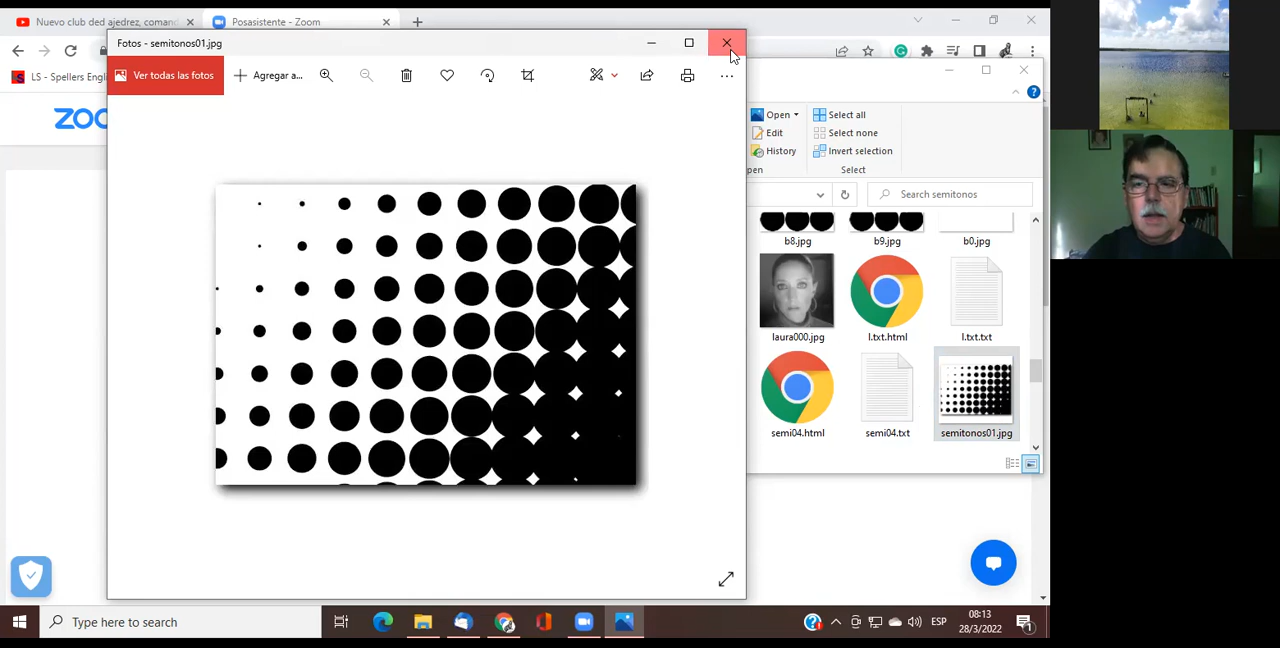 Nuevo club ded ajedrez, comand
Posasistente - Zoom
Fotos - semitonos01.jpg
LS - Spellers Engli
Ver todas las fotos
Agregar a...
ZOO
Open
Select all
Edit
Select none
History
Invert selection
pen
Select
Search semitonos
b8.jpg
b9.jpg
b0.jpg
laura000.jpg
l.txt.html
l.txt.txt
semi04.html
semi04.txt
semitonos01.jpg
Type here to search
ESP
08:13
28/3/2022
1